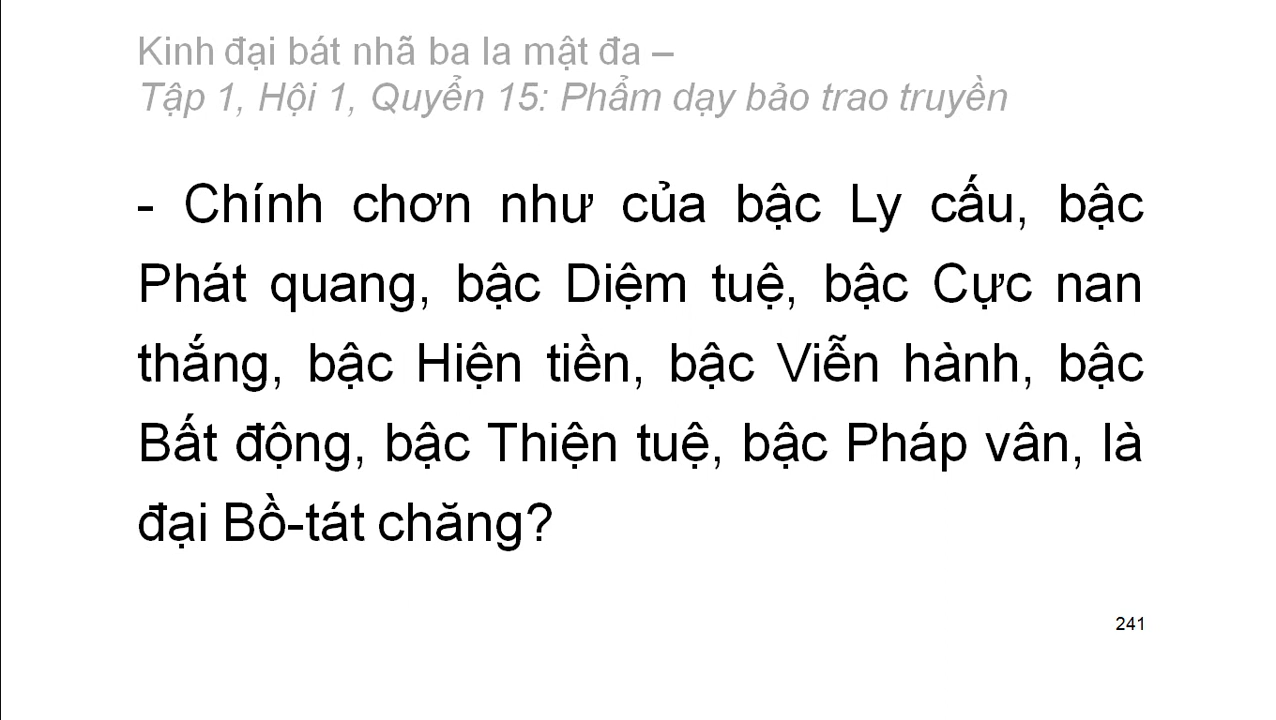 Kinh đại bát nhã ba la mật đa –
Tập 1, Hội 1, Quyển 15: Phẩm dạy bảo trao truyền
- Chính chơn như của bậc Ly cấu, bậc
Phát quang, bậc Diệm tuệ, bậc Cực nan
thắng, bậc Hiện tiền, bậc Viễn hành, bậc
Bất động, bậc Thiện tuệ, bậc Pháp vân, là
đại Bồ-tát chăng?
241